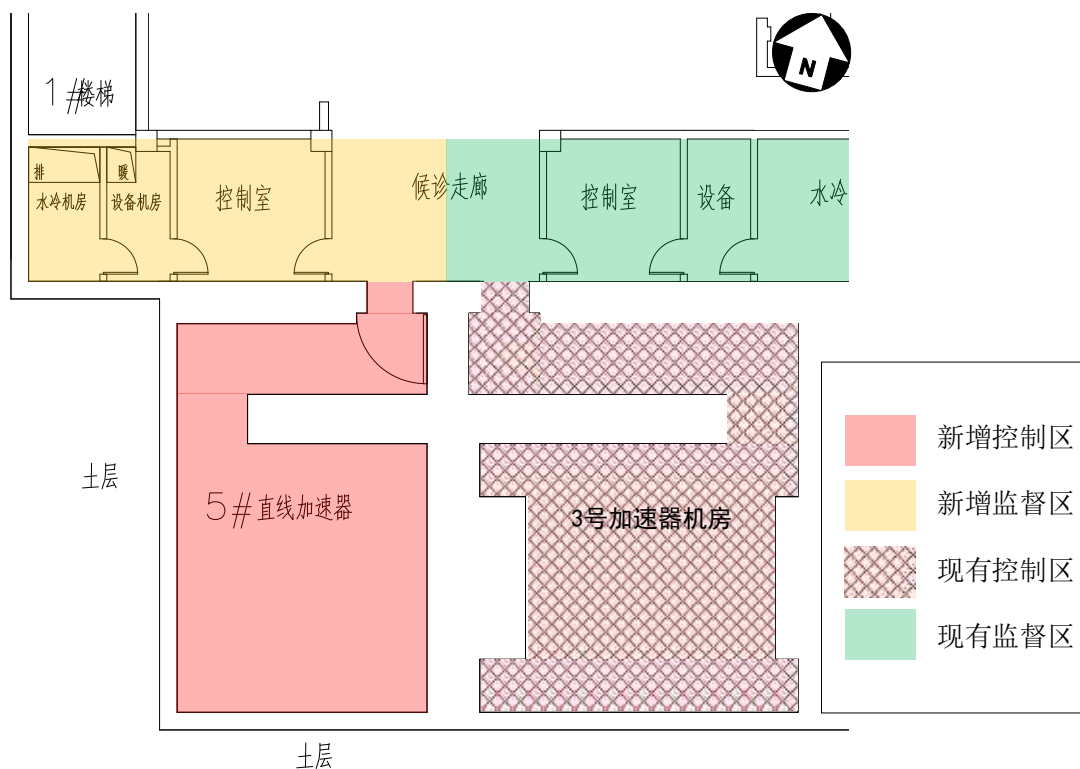 N
1#楼梯
排
暖
水冷机房
设备机房
控制室
候诊走廊
控制室
设备
水冷
土层
5#直线加速器
3号加速器机房
新增控制区
新增监督区
现有控制区
现有监督区
土层